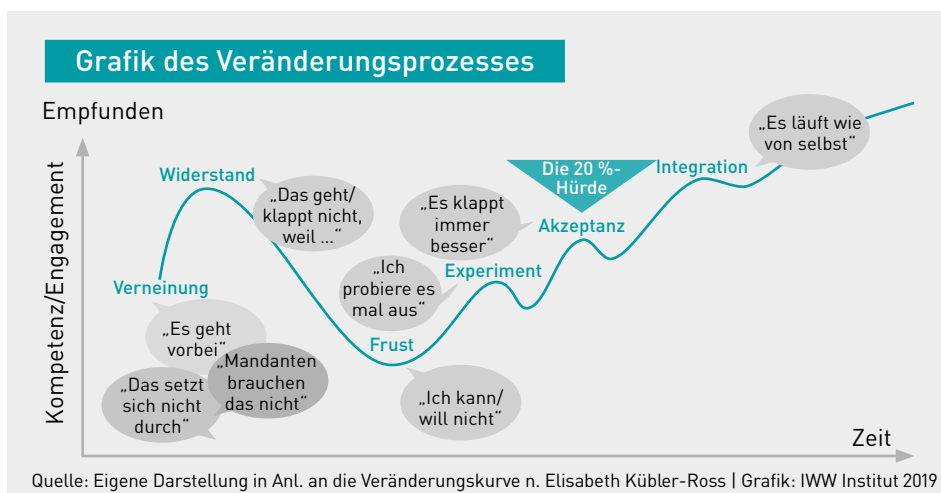 Grafik des Veränderungsprozesses
Empfunden
Kompetenz/Engagement
Widerstand
„Das geht/
klappt nicht,
weil ...“
Verneinung
„Es geht
vorbei“
„Mandanten
brauchen
das nicht“
„Das setzt
sich nicht
durch“
Frust
„Ich kann/
will nicht“
„Ich
probiere es
mal aus“
Experiment
„Es klappt
immer
besser“
Die 20 %-
Hürde
Akzeptanz
Integration
„Es läuft wie
von selbst“
Zeit
Quelle: Eigene Darstellung in Anl. an die Veränderungskurve n. Elisabeth Kübler-Ross | Grafik: IWW Institut 2019